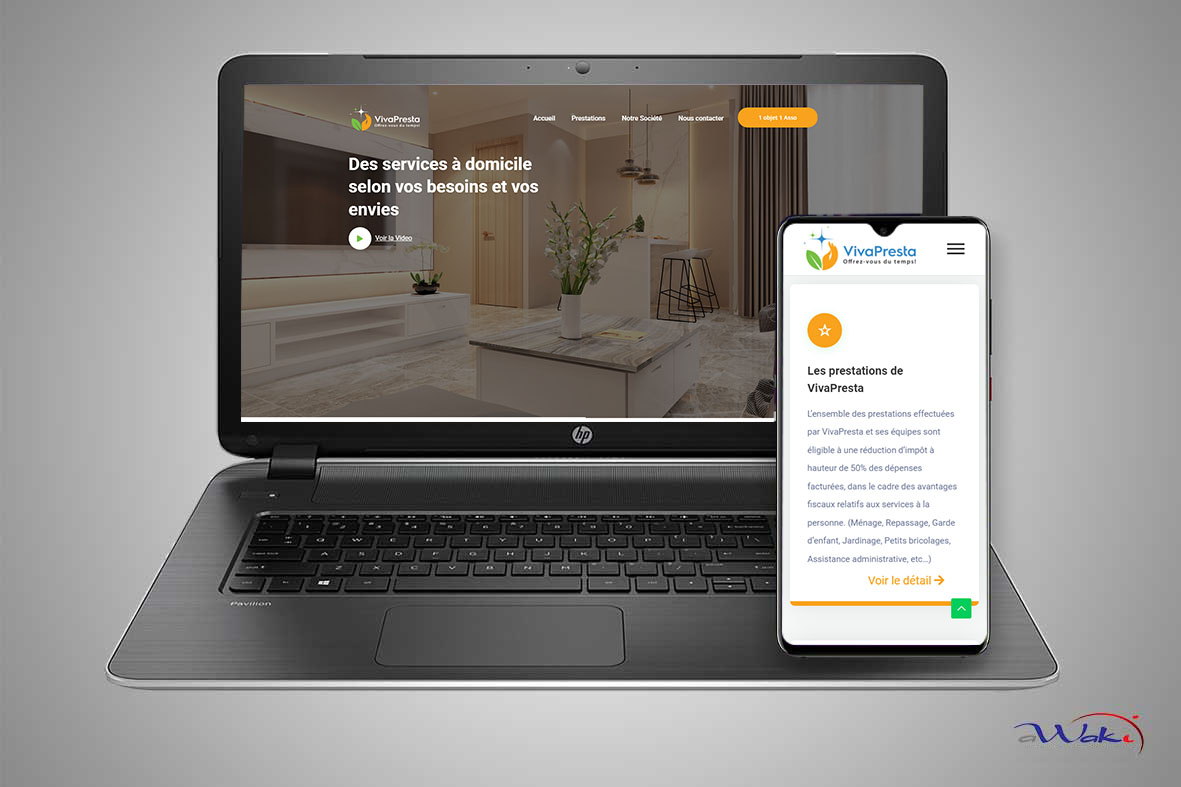 VivaPresta
Offrez-vous du temps!
Accueil
Prestations
Notre Société
Nous contacter
1 objet 1 Asso
Des services à domicile
selon vos besoins et vos
envies
Voir la Video
hp
Pavilion
VivaPresta
Offrez-vous du temps!
Les prestations de
VivaPresta
L'ensemble des prestations effectuées
par VivaPresta et ses équipes sont
éligible à une réduction d'impôt à
hauteur de 50% des dépenses
facturées, dans le cadre des avantages
fiscaux relatifs aux services à la
personne. (Ménage, Repassage, Garde
d'enfant, Jardinage, Petits bricolages,
Assistance administrative, etc...)
Voir le détail
aWaki